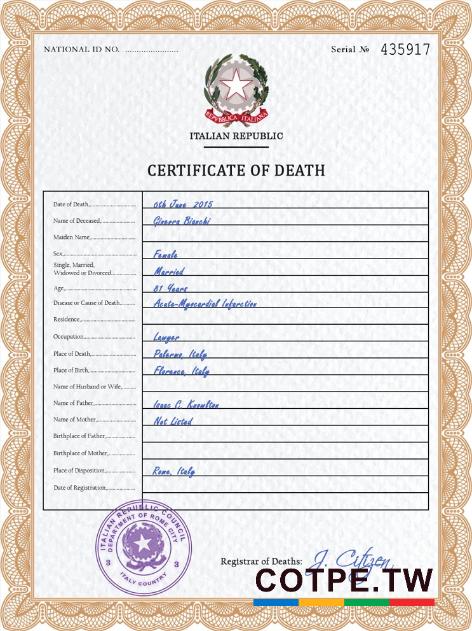 NATIONAL ID NO. ........................
Serial № 435917
REPVBBLICA ITALIANA
ITALIAN REPUBLIC
CERTIFICATE OF DEATH
Date of Death, 6th June 2015
Name of Deceased, Ginevra Bianchi
Maiden Name,
Sex, Female
Single, Married,
Widowed or Divorced, Married
Age, 81 Years
Disease or Cause of Death, Acute-Myocardial Infarction
Residence,
Occupation, Lawyer
Place of Death, Palermo, Italy
Place of Birth, Florence, Italy
Name of Husband or Wife,
Name of Father, Isaac C. Knowlton
Name of Mother, Not Listed
Birthplace of Father,
Birthplace of Mother,
Place of Disposition, Rome, Italy
Date of Registration,
ITALIAN REPUBLIC COUNCIL
DEPARTMENT OF ROME CITY
3 3
ITALY COUNTRY
Registrar of Deaths: J. Citizen
COTPE.TW